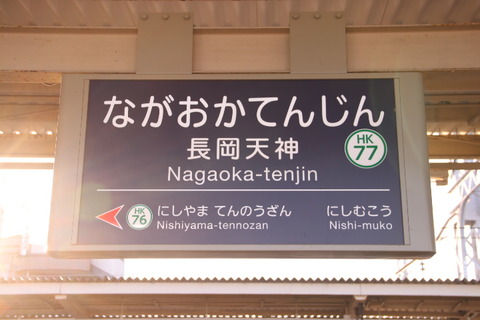 ながおかてんじん
長岡天神
HK
77
Nagaoka-tenjin
HK
76
にしやま てんのうざん
Nishiyama-tennozan
にしむこう
Nishi-muko